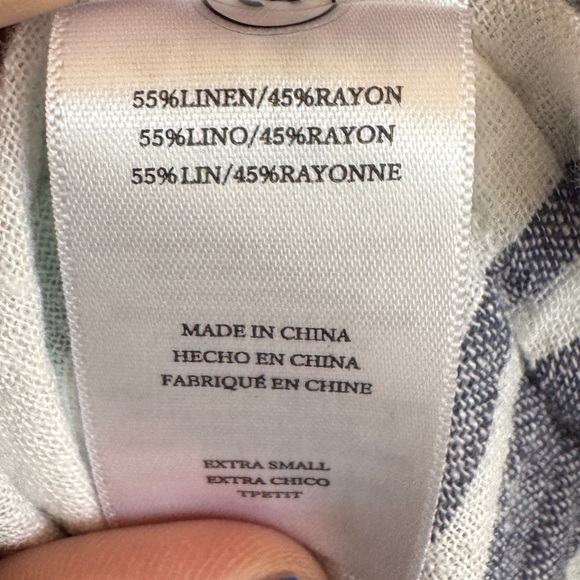 55%LINEN/45%RAYON
55%LINO/45%RAYON
55%LIN/45%RAYONNE
MADE IN CHINA
HECHO EN CHINA
FABRIQUÉ EN CHINE
EXTRA SMALL
EXTRA CHICO
TPETIT